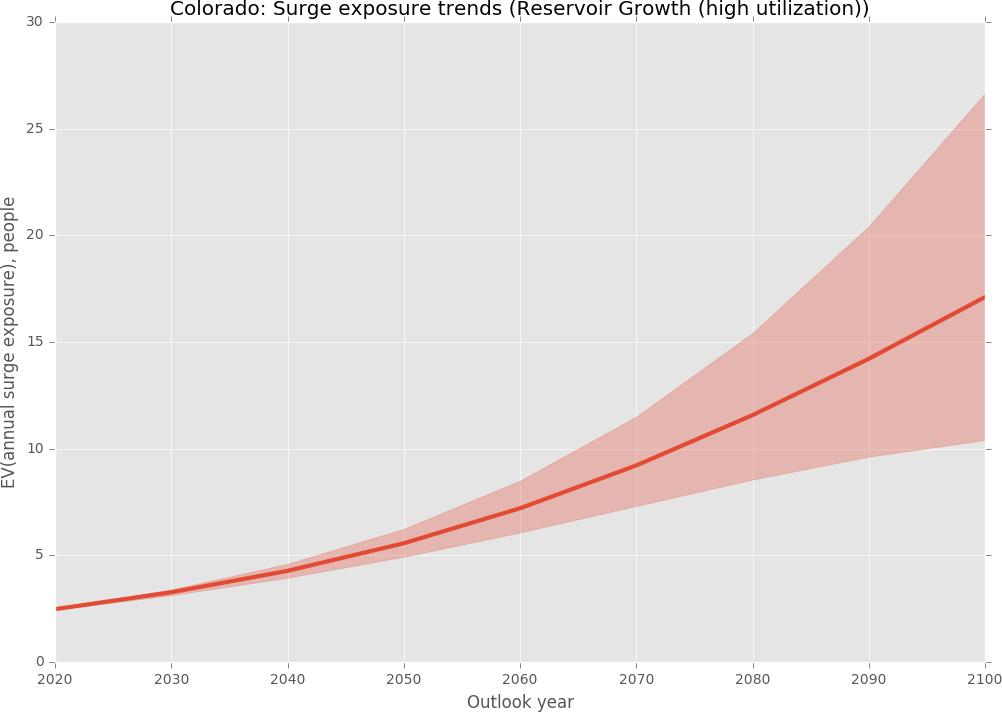 Colorado: Surge exposure trends (Reservoir Growth (high utilization))
EV(annual surge exposure), people
30
25
20
15
10
5
0
2020 2030 2040 2050 2060 2070 2080 2090 2100
Outlook year